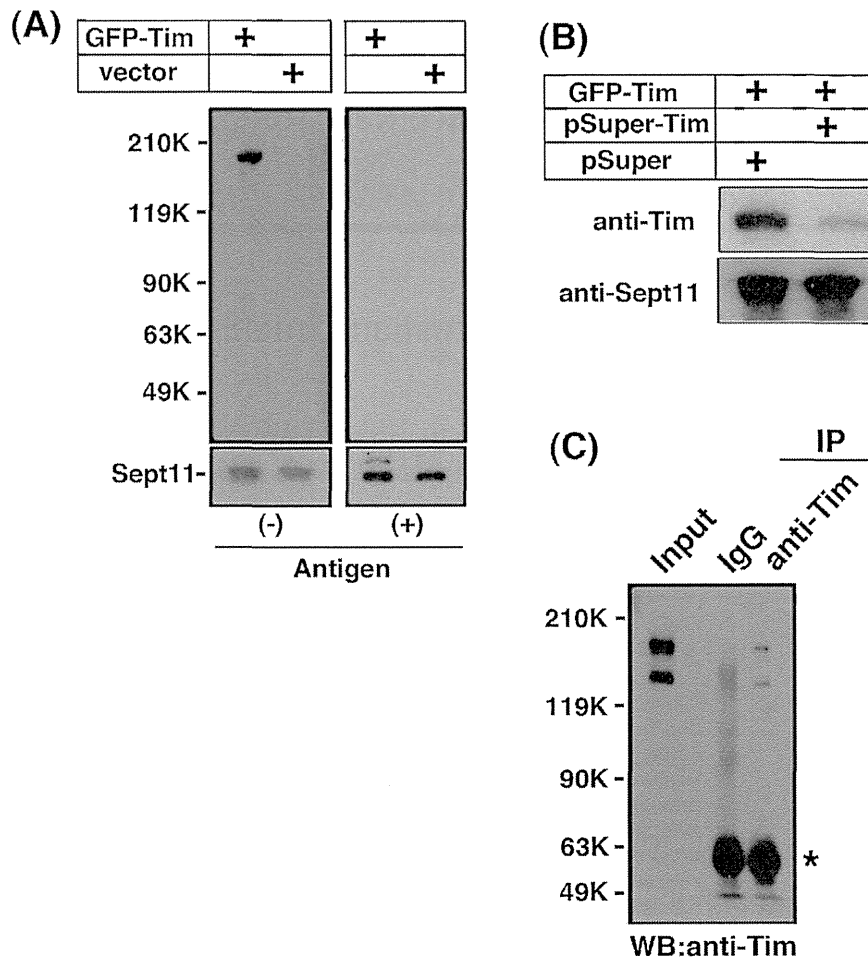 (A)
GFP-Tim + +
vector + +
210K -
119K -
90K -
63K -
49K -
Sept11-
(-) (+)
Antigen
(B)
GFP-Tim + +
pSuper-Tim +
pSuper +
anti-Tim
anti-Sept11
(C)
IP
Input IgG anti-Tim
210K -
119K -
90K -
63K -
*
49K -
WB:anti-Tim